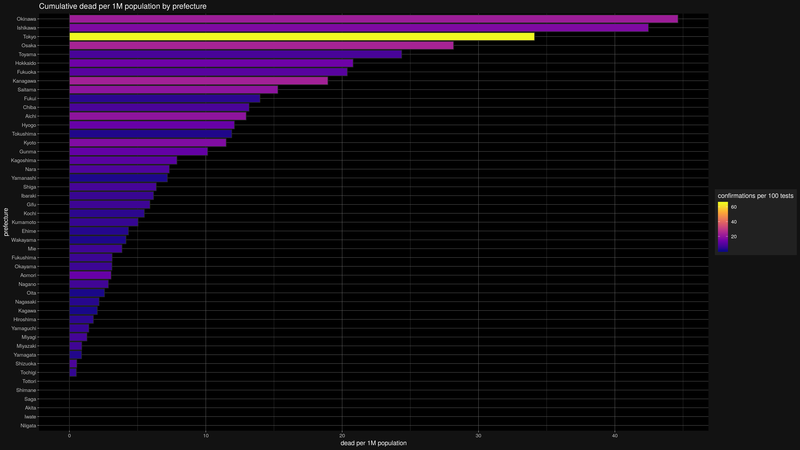 Cumulative dead per 1M population by prefecture
Okinawa
Ishikawa
Tokyo
Osaka
Toyama
Hokkaido
Fukuoka
Kanagawa
Saitama
Fukui
Chiba
Aichi
Hyogo
Tokushima
Kyoto
Gunma
Kagoshima
Nara
Yamanashi
Shiga
Ibaraki
Gifu
Kochi
Kumamoto
Ehime
Wakayama
Mie
Fukushima
Okayama
Aomori
Nagano
Oita
Nagasaki
Kagawa
Hiroshima
Yamaguchi
Miyagi
Miyazaki
Yamagata
Shizuoka
Tochigi
Tottori
Shimane
Saga
Akita
Iwate
Niigata
prefecture
0 10 20 30 40
dead per 1M population
confirmations per 100 tests
60
40
20